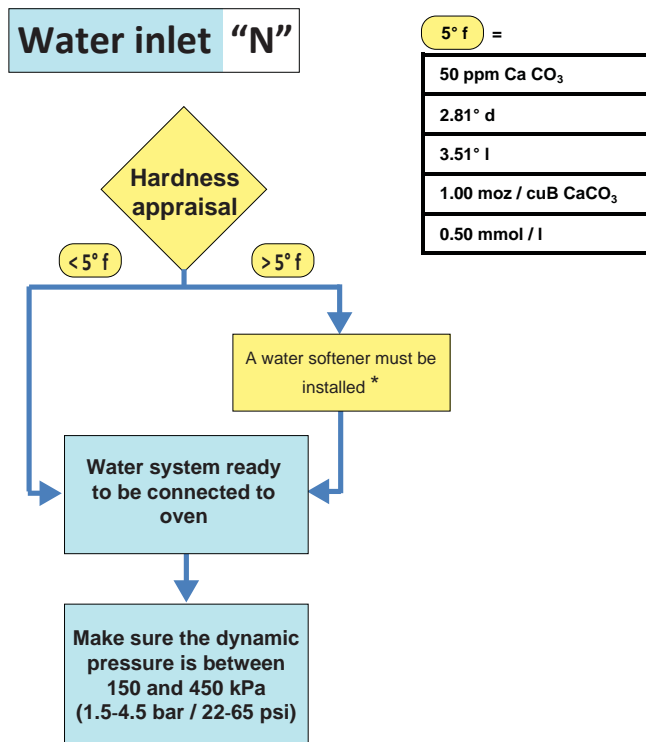 Water inlet “N”
5° f =
50 ppm Ca CO₃
2.81° d
3.51° l
1.00 moz / cuB CaCO₃
0.50 mmol / l
Hardness
appraisal
< 5° f
> 5° f
A water softener must be
installed *
Water system ready
to be connected to
oven
Make sure the dynamic
pressure is between
150 and 450 kPa
(1.5-4.5 bar / 22-65 psi)